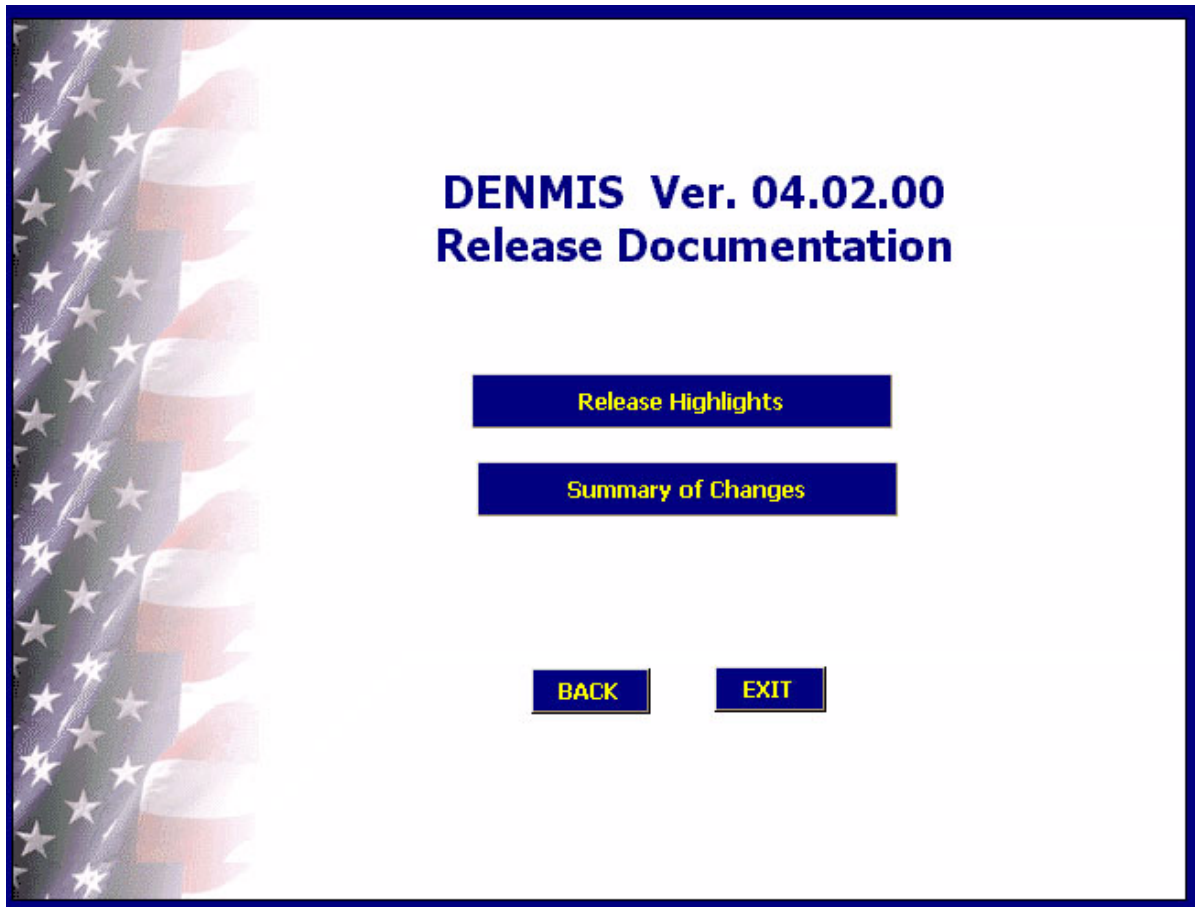 DENMIS Ver. 04.02.00
Release Documentation
Release Highlights
Summary of Changes
BACK EXIT